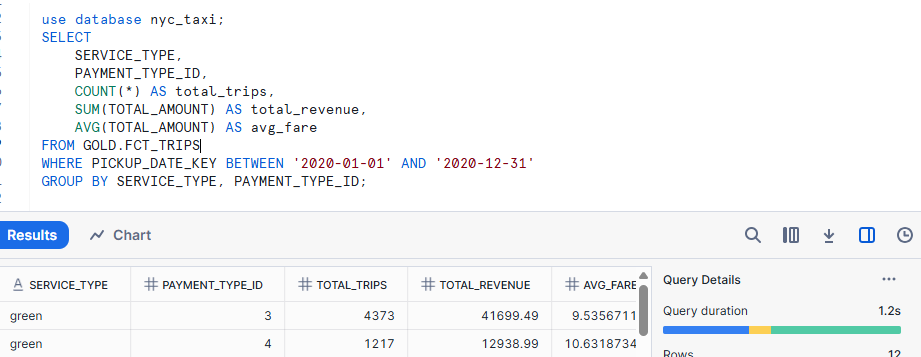 use database nyc_taxi;
SELECT
SERVICE_TYPE,
PAYMENT_TYPE_ID,
COUNT(*) AS total_trips,
SUM(TOTAL_AMOUNT) AS total_revenue,
AVG(TOTAL_AMOUNT) AS avg_fare
FROM GOLD.FCT_TRIPS
WHERE PICKUP_DATE_KEY BETWEEN '2020-01-01' AND '2020-12-31'
GROUP BY SERVICE_TYPE, PAYMENT_TYPE_ID;
Results Chart
A SERVICE_TYPE # PAYMENT_TYPE_ID # TOTAL_TRIPS # TOTAL_REVENUE # AVG_FARE
green 3 4373 41699.49 9.5356711
green 4 1217 12938.99 10.6318734
Query Details ...
Query duration 1.2s
Rows 12